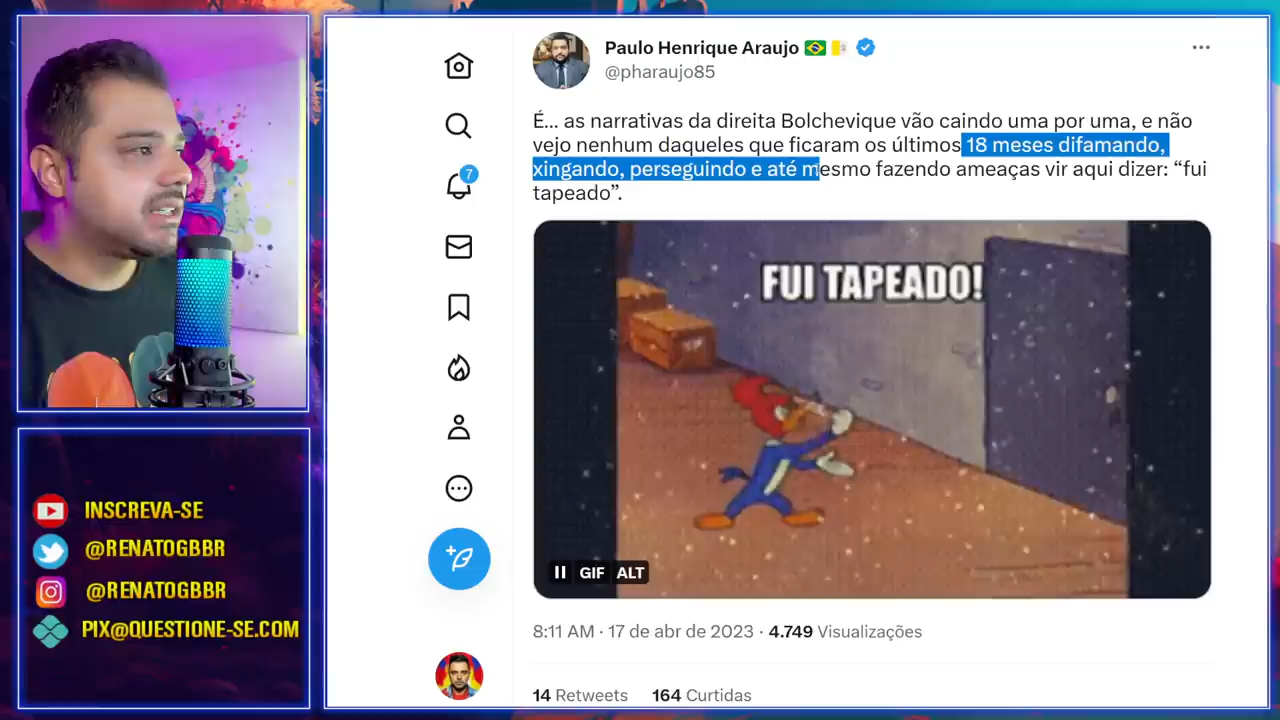 Paulo Henrique Araujo
@pharaujo85
É... as narrativas da direita Bolchevique vão caindo uma por uma, e não
vejo nenhum daqueles que ficaram os últimos 18 meses difamando,
xingando, perseguindo e até mesmo fazendo ameaças vir aqui dizer: “fui
tapeado”.
7
FUI TAPEADO!
GIF ALT
8:11 AM · 17 de abr de 2023 · 4.749 Visualizações
14 Retweets 164 Curtidas
INSCREVA-SE
@RENATOGBBR
@RENATOGBBR
PIX@QUESTIONE-SE.COM